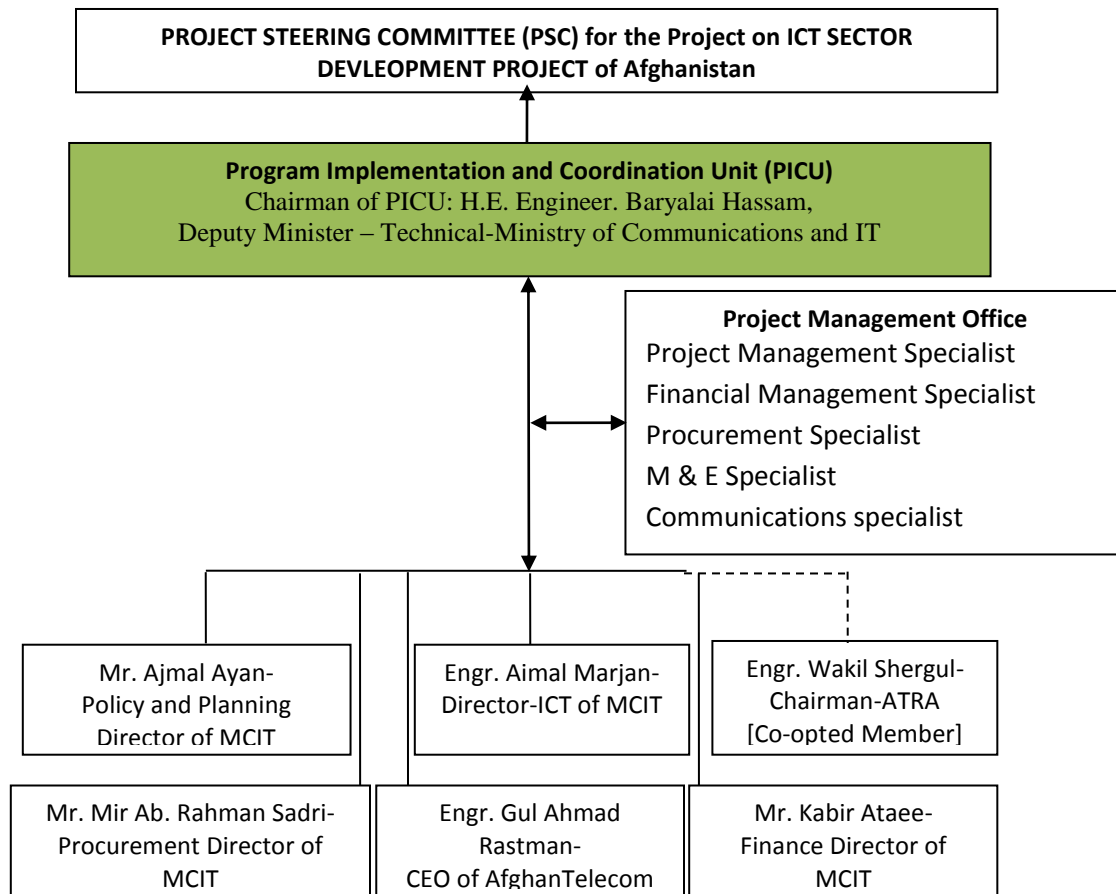 PROJECT STEERING COMMITTEE (PSC) for the Project on ICT SECTOR
DEVLEOPMENT PROJECT of Afghanistan
Program Implementation and Coordination Unit (PICU)
Chairman of PICU: H.E. Engineer. Baryalai Hassam,
Deputy Minister – Technical-Ministry of Communications and IT
Project Management Office
Project Management Specialist
Financial Management Specialist
Procurement Specialist
M & E Specialist
Communications specialist
Mr. Ajmal Ayan-
Policy and Planning
Director of MCIT
Engr. Aimal Marjan-
Director-ICT of MCIT
Engr. Wakil Shergul-
Chairman-ATRA
[Co-opted Member]
Mr. Mir Ab. Rahman Sadri-
Procurement Director of
MCIT
Engr. Gul Ahmad
Rastman-
CEO of AfghanTelecom
Mr. Kabir Ataee-
Finance Director of
MCIT